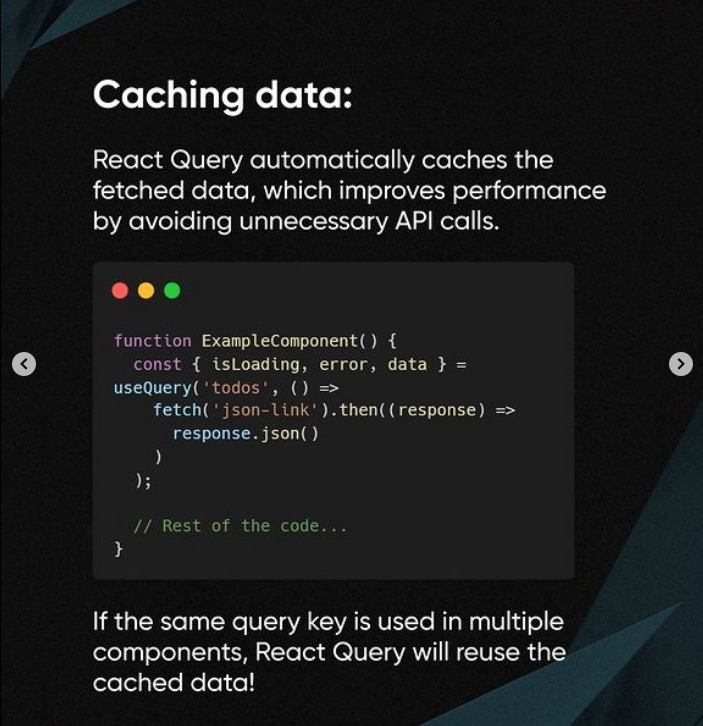 Caching data:
React Query automatically caches the
fetched data, which improves performance
by avoiding unnecessary API calls.
function ExampleComponent() {
  const { isLoading, error, data } =
useQuery('todos', () =>
    fetch('json-link').then((response) =>
      response.json()
    )
  );
  // Rest of the code...
}
If the same query key is used in multiple
components, React Query will reuse the
cached data!